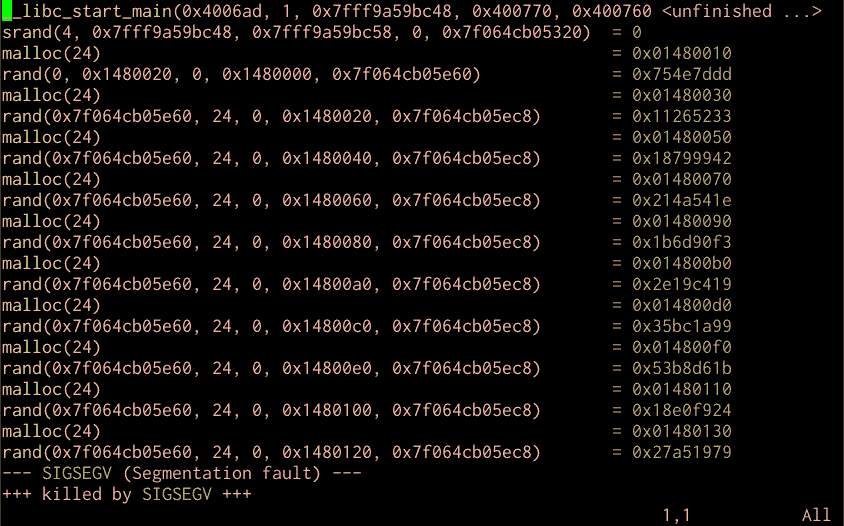 __libc_start_main(0x4006ad, 1, 0x7fff9a59bc48, 0x400770, 0x400760 <unfinished ...>
srand(4, 0x7fff9a59bc48, 0x7fff9a59bc58, 0, 0x7f064cb05320) = 0
malloc(24) = 0x01480010
rand(0, 0x1480020, 0, 0x1480000, 0x7f064cb05e60) = 0x754e7ddd
malloc(24) = 0x01480030
rand(0x7f064cb05e60, 24, 0, 0x1480020, 0x7f064cb05ec8) = 0x11265233
malloc(24) = 0x01480050
rand(0x7f064cb05e60, 24, 0, 0x1480040, 0x7f064cb05ec8) = 0x18799942
malloc(24) = 0x01480070
rand(0x7f064cb05e60, 24, 0, 0x1480060, 0x7f064cb05ec8) = 0x214a541e
malloc(24) = 0x01480090
rand(0x7f064cb05e60, 24, 0, 0x1480080, 0x7f064cb05ec8) = 0x1b6d90f3
malloc(24) = 0x014800b0
rand(0x7f064cb05e60, 24, 0, 0x14800a0, 0x7f064cb05ec8) = 0x2e19c419
malloc(24) = 0x014800d0
rand(0x7f064cb05e60, 24, 0, 0x14800c0, 0x7f064cb05ec8) = 0x35bc1a99
malloc(24) = 0x014800f0
rand(0x7f064cb05e60, 24, 0, 0x14800e0, 0x7f064cb05ec8) = 0x53b8d61b
malloc(24) = 0x01480110
rand(0x7f064cb05e60, 24, 0, 0x1480100, 0x7f064cb05ec8) = 0x18e0f924
malloc(24) = 0x01480130
rand(0x7f064cb05e60, 24, 0, 0x1480120, 0x7f064cb05ec8) = 0x27a51979
--- SIGSEGV (Segmentation fault) ---
+++ killed by SIGSEGV +++
1,1 All